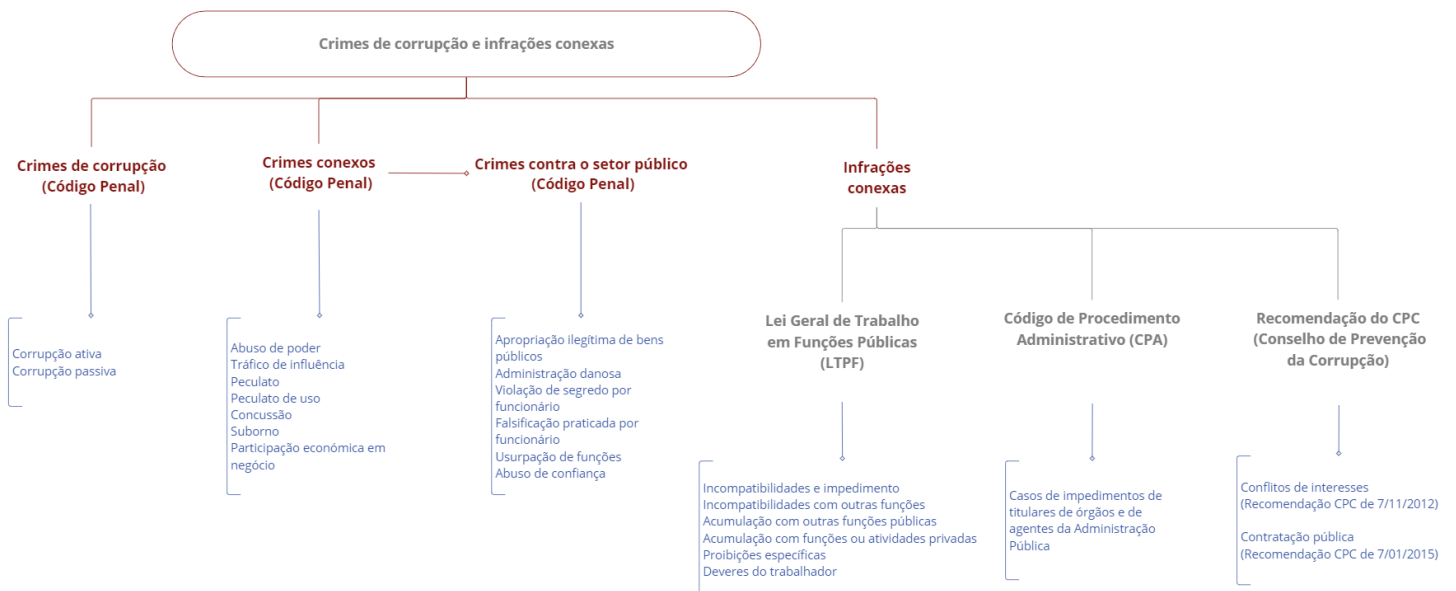 Crimes de corrupção e infrações conexas
Crimes de corrupção
(Código Penal)
Crimes conexos
(Código Penal)
Crimes contra o setor público
(Código Penal)
Infrações
conexas
Corrupção ativa
Corrupção passiva
Abuso de poder
Tráfico de influência
Peculato
Peculato de uso
Concussão
Suborno
Participação económica em
negócio
Apropriação ilegítima de bens
públicos
Administração danosa
Violação de segredo por
funcionário
Falsificação praticada por
funcionário
Usurpação de funções
Abuso de confiança
Lei Geral de Trabalho
em Funções Públicas
(LTPF)
Incompatibilidades e impedimento
Incompatibilidades com outras funções
Acumulação com outras funções públicas
Acumulação com funções ou atividades privadas
Proibições específicas
Deveres do trabalhador
Código de Procedimento
Administrativo (CPA)
Casos de impedimentos de
titulares de órgãos e de
agentes da Administração
Pública
Recomendação do CPC
(Conselho de Prevenção
da Corrupção)
Conflitos de interesses
(Recomendação CPC de 7/11/2012)
Contratação pública
(Recomendação CPC de 7/01/2015)